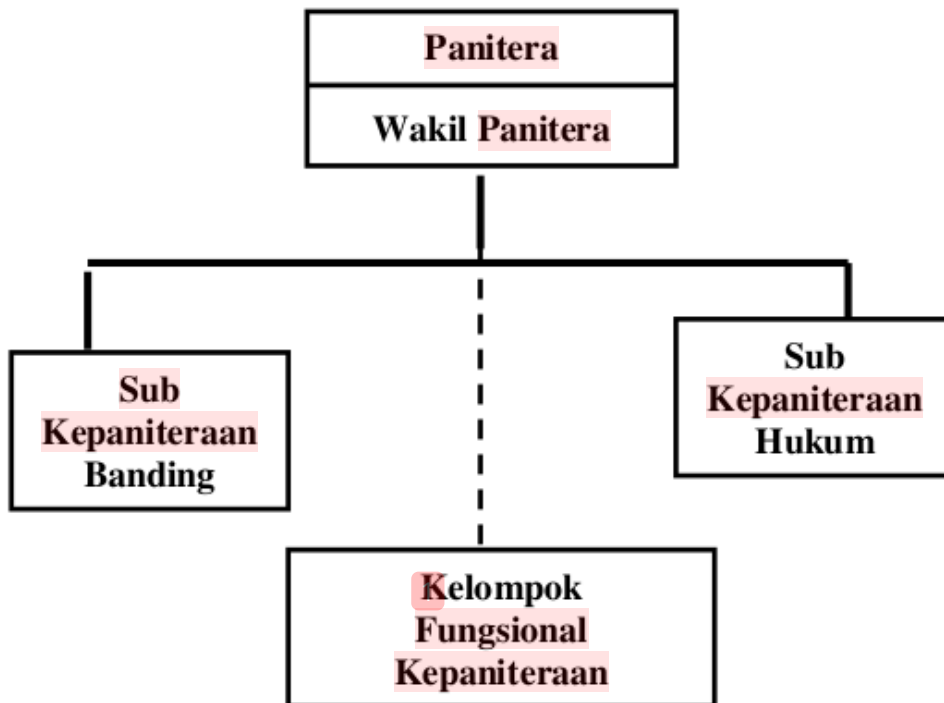 Panitera
Wakil Panitera
Sub
Kepaniteraan
Banding
Sub
Kepaniteraan
Hukum
Kelompok
Fungsional
Kepaniteraan